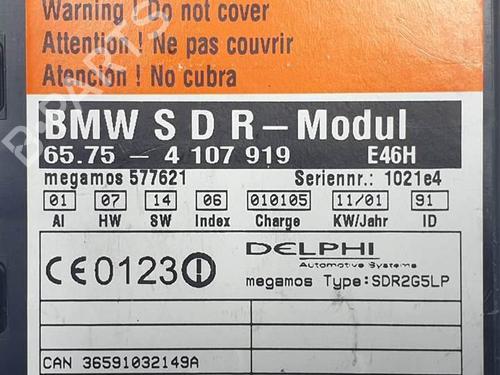 Warning ! Do not cover
Attention ! Ne pas couvrir
Atención ! No cubra
BPARTS
BMW S D R – Modul
65.75 – 4 107 919 E46H
megamos 577621 Seriennr.: 1021e4
01 07 14 06 010105 11/01 91
AI HW SW Index Charge KW/Jahr ID
DELPHI
CE0123 Automotive Systems
megamos Type: SDR2G5LP
CAN 36591032149A